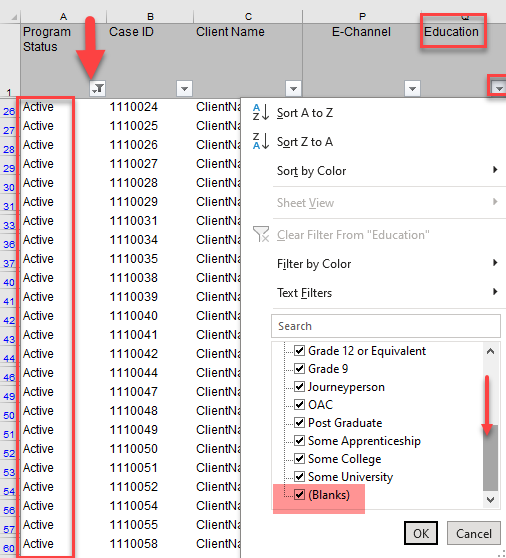 A B C P Q
Program Status Case ID Client Name E-Channel Education
1
26 Active 1110024 ClientNa
27 Active 1110025 ClientNa
28 Active 1110026 ClientNa
29 Active 1110027 ClientNa
30 Active 1110028 ClientNa
31 Active 1110029 ClientNa
33 Active 1110031 ClientNa
36 Active 1110034 ClientNa
37 Active 1110035 ClientNa
40 Active 1110038 ClientNa
41 Active 1110039 ClientNa
42 Active 1110040 ClientNa
43 Active 1110041 ClientNa
44 Active 1110042 ClientNa
46 Active 1110044 ClientNa
49 Active 1110047 ClientNa
50 Active 1110048 ClientNa
51 Active 1110049 ClientNa
52 Active 1110050 ClientNa
53 Active 1110051 ClientNa
54 Active 1110052 ClientNa
56 Active 1110054 ClientNa
57 Active 1110055 ClientNa
60 Active 1110058 ClientNa
A Z Sort A to Z
Z A Sort Z to A
Sort by Color
Sheet View
Clear Filter From "Education"
Filter by Color
Text Filters
Search
Grade 12 or Equivalent
Grade 9
Journeyperson
OAC
Post Graduate
Some Apprenticeship
Some College
Some University
(Blanks)
OK Cancel